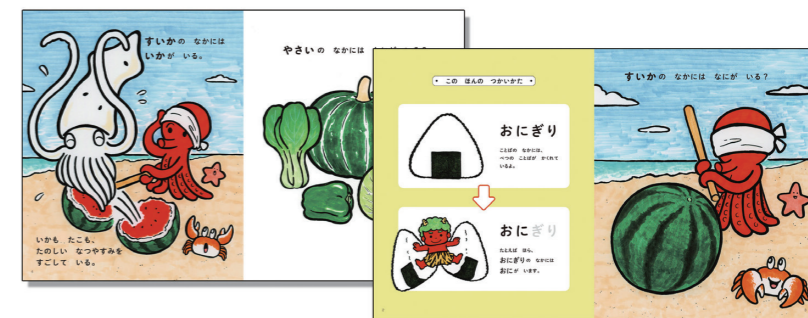 すいかの なかには
いかが いる。
いかも たこも、
たのしい なつやすみを
すごして いる。
やさいの なかには
• この ほんの つかいかた •
おにぎり
ことばの なかには、
べつの ことばが かくれて
いるよ。
おにぎり
たとえば ほら、
おにぎりの なかには
おにが います。
すいかの なかには なにが いる？